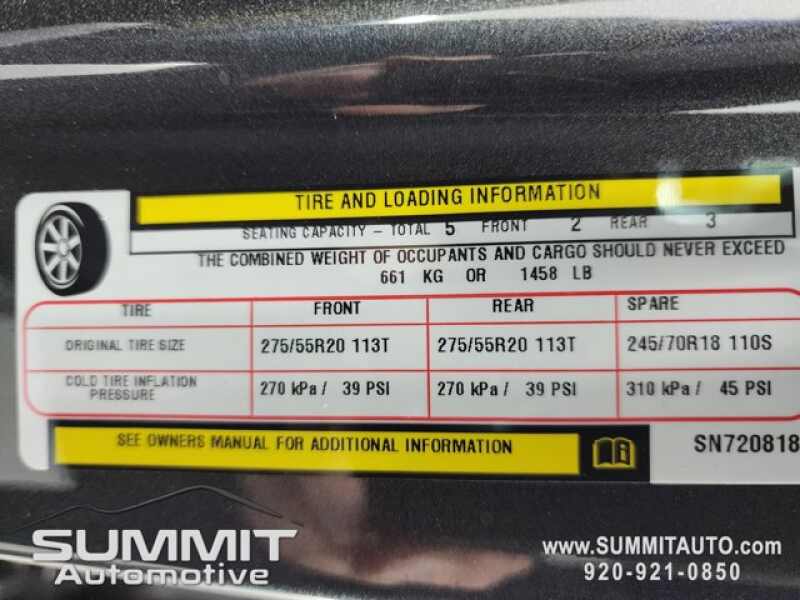 TIRE AND LOADING INFORMATION
SEATING CAPACITY - TOTAL 5 FRONT 2 REAR 3
THE COMBINED WEIGHT OF OCCUPANTS AND CARGO SHOULD NEVER EXCEED
661 KG OR 1458 LB
TIRE FRONT REAR SPARE
ORIGINAL TIRE SIZE 275/55R20 113T 275/55R20 113T 245/70R18 110S
COLD TIRE INFLATION PRESSURE 270 kPa/ 39 PSI 270 kPa/ 39 PSI 310 kPa/ 45 PSI
SEE OWNERS MANUAL FOR ADDITIONAL INFORMATION
SN720818
SUMMIT
Automotive
www.SUMMITAUTO.com
920-921-0850